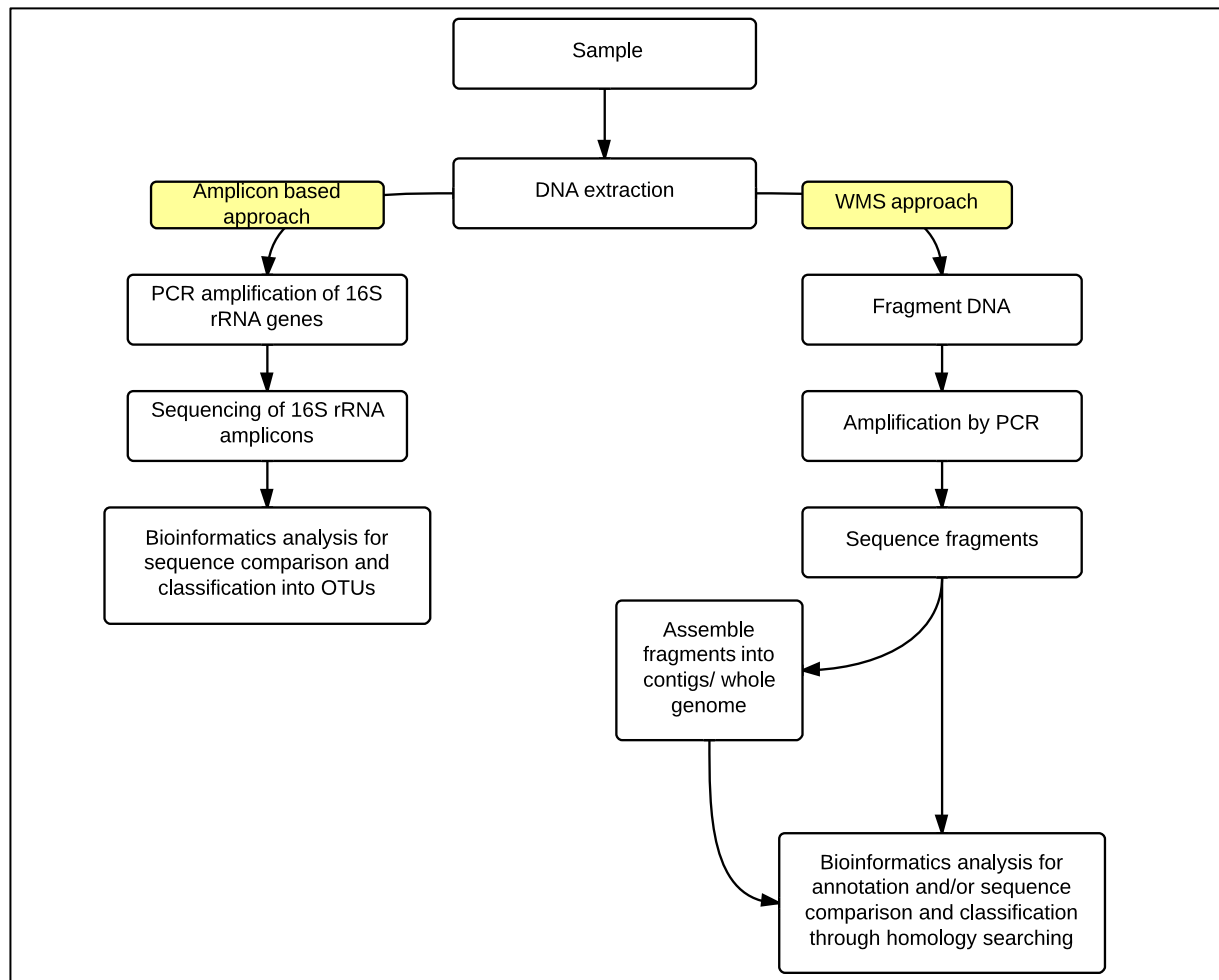 Sample
DNA extraction
Amplicon based
approach
WMS approach
PCR amplification of 16S
rRNA genes
Fragment DNA
Sequencing of 16S rRNA
amplicons
Amplification by PCR
Bioinformatics analysis for
sequence comparison and
classification into OTUs
Sequence fragments
Assemble
fragments into
contigs/ whole
genome
Bioinformatics analysis for
annotation and/or sequence
comparison and classification
through homology searching